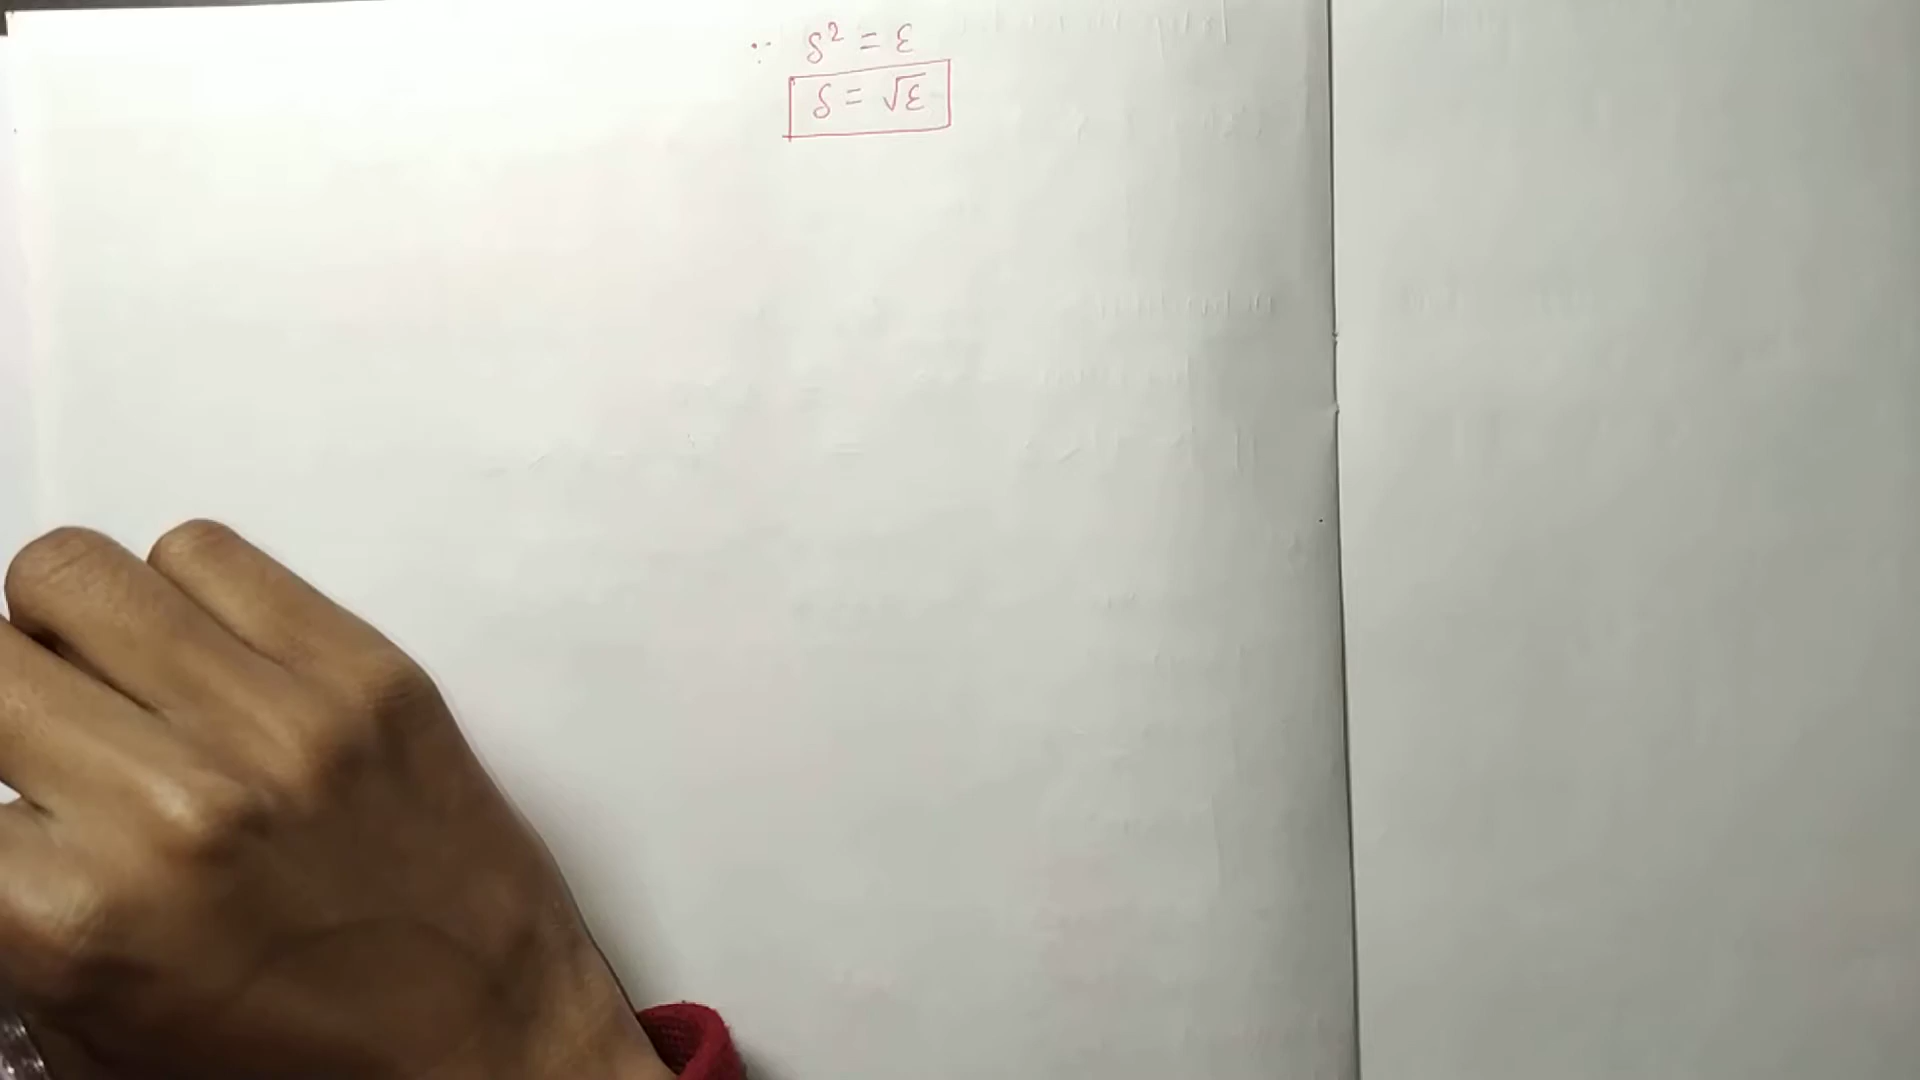 ∵ δ² = ε
δ = √ε